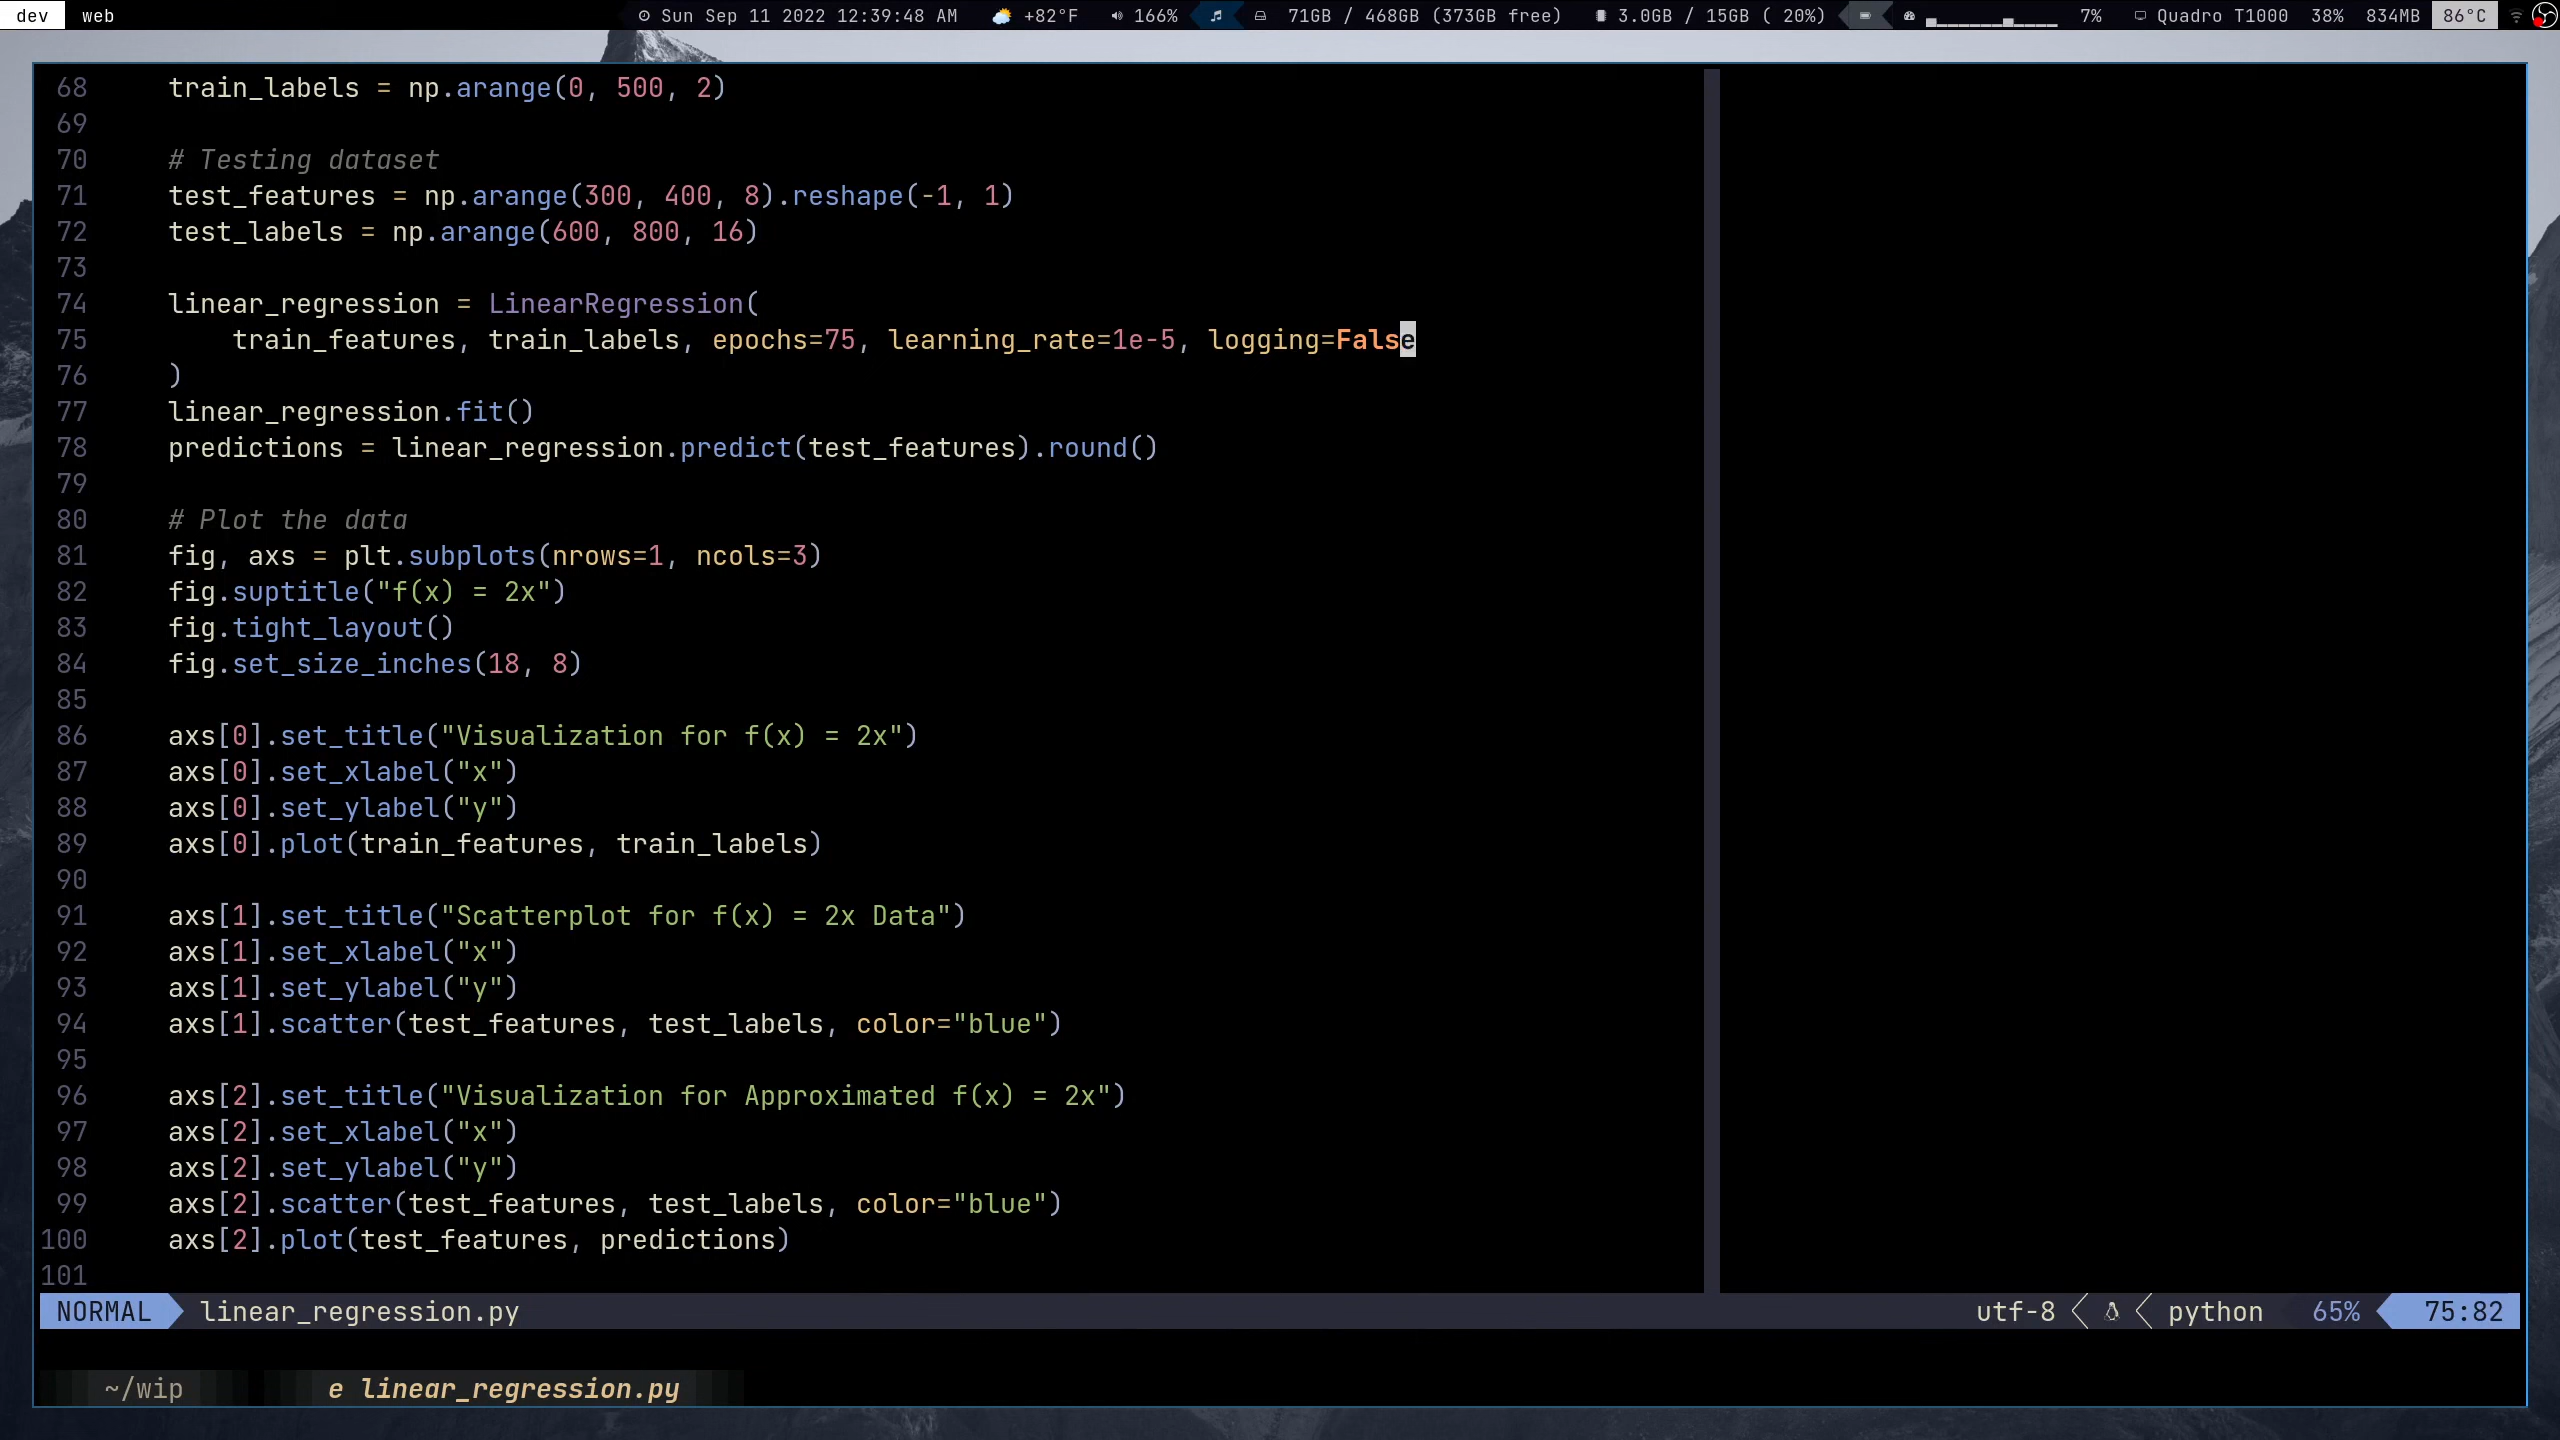 dev web Sun Sep 11 2022 12:39:48 AM +82°F 166% 71GB / 468GB (373GB free) 3.0GB / 15GB ( 20%) 7% Quadro T1000 38% 834MB 86°C
68 train_labels = np.arange(0, 500, 2)
69
70 # Testing dataset
71 test_features = np.arange(300, 400, 8).reshape(-1, 1)
72 test_labels = np.arange(600, 800, 16)
73
74 linear_regression = LinearRegression(
75 train_features, train_labels, epochs=75, learning_rate=1e-5, logging=False
76 )
77 linear_regression.fit()
78 predictions = linear_regression.predict(test_features).round()
79
80 # Plot the data
81 fig, axs = plt.subplots(nrows=1, ncols=3)
82 fig.suptitle("f(x) = 2x")
83 fig.tight_layout()
84 fig.set_size_inches(18, 8)
85
86 axs[0].set_title("Visualization for f(x) = 2x")
87 axs[0].set_xlabel("x")
88 axs[0].set_ylabel("y")
89 axs[0].plot(train_features, train_labels)
90
91 axs[1].set_title("Scatterplot for f(x) = 2x Data")
92 axs[1].set_xlabel("x")
93 axs[1].set_ylabel("y")
94 axs[1].scatter(test_features, test_labels, color="blue")
95
96 axs[2].set_title("Visualization for Approximated f(x) = 2x")
97 axs[2].set_xlabel("x")
98 axs[2].set_ylabel("y")
99 axs[2].scatter(test_features, test_labels, color="blue")
100 axs[2].plot(test_features, predictions)
101
NORMAL linear_regression.py utf-8 python 65% 75:82
~/wip e linear_regression.py